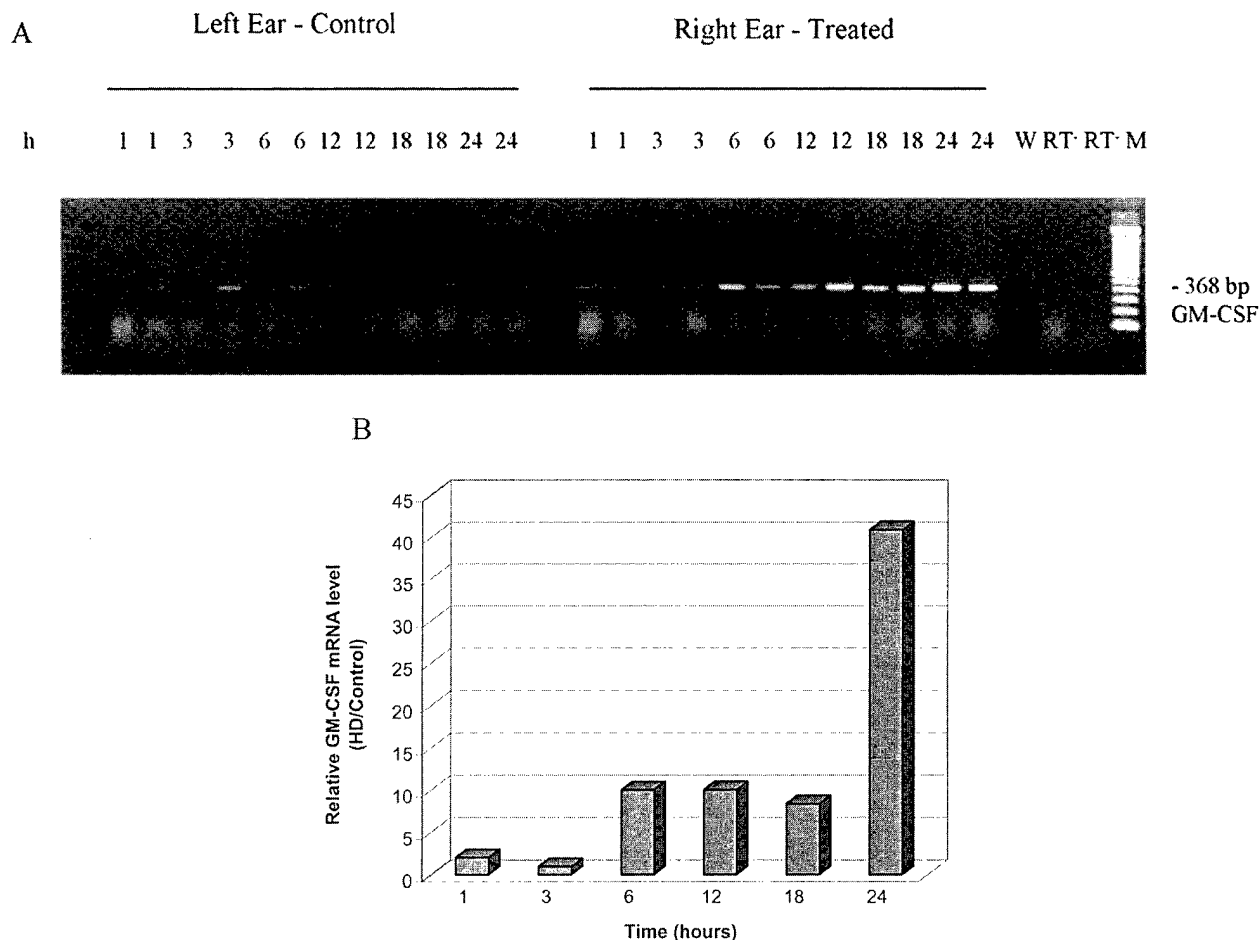 A
Left Ear - Control
Right Ear - Treated
h 1 1 3 3 6 6 12 12 18 18 24 24 1 1 3 3 6 6 12 12 18 18 24 24 W RT- RT- M
- 368 bp
GM-CSF
B
45
40
35
30
25
20
15
10
5
0
Relative GM-CSF mRNA level
(HD/Control)
1 3 6 12 18 24
Time (hours)